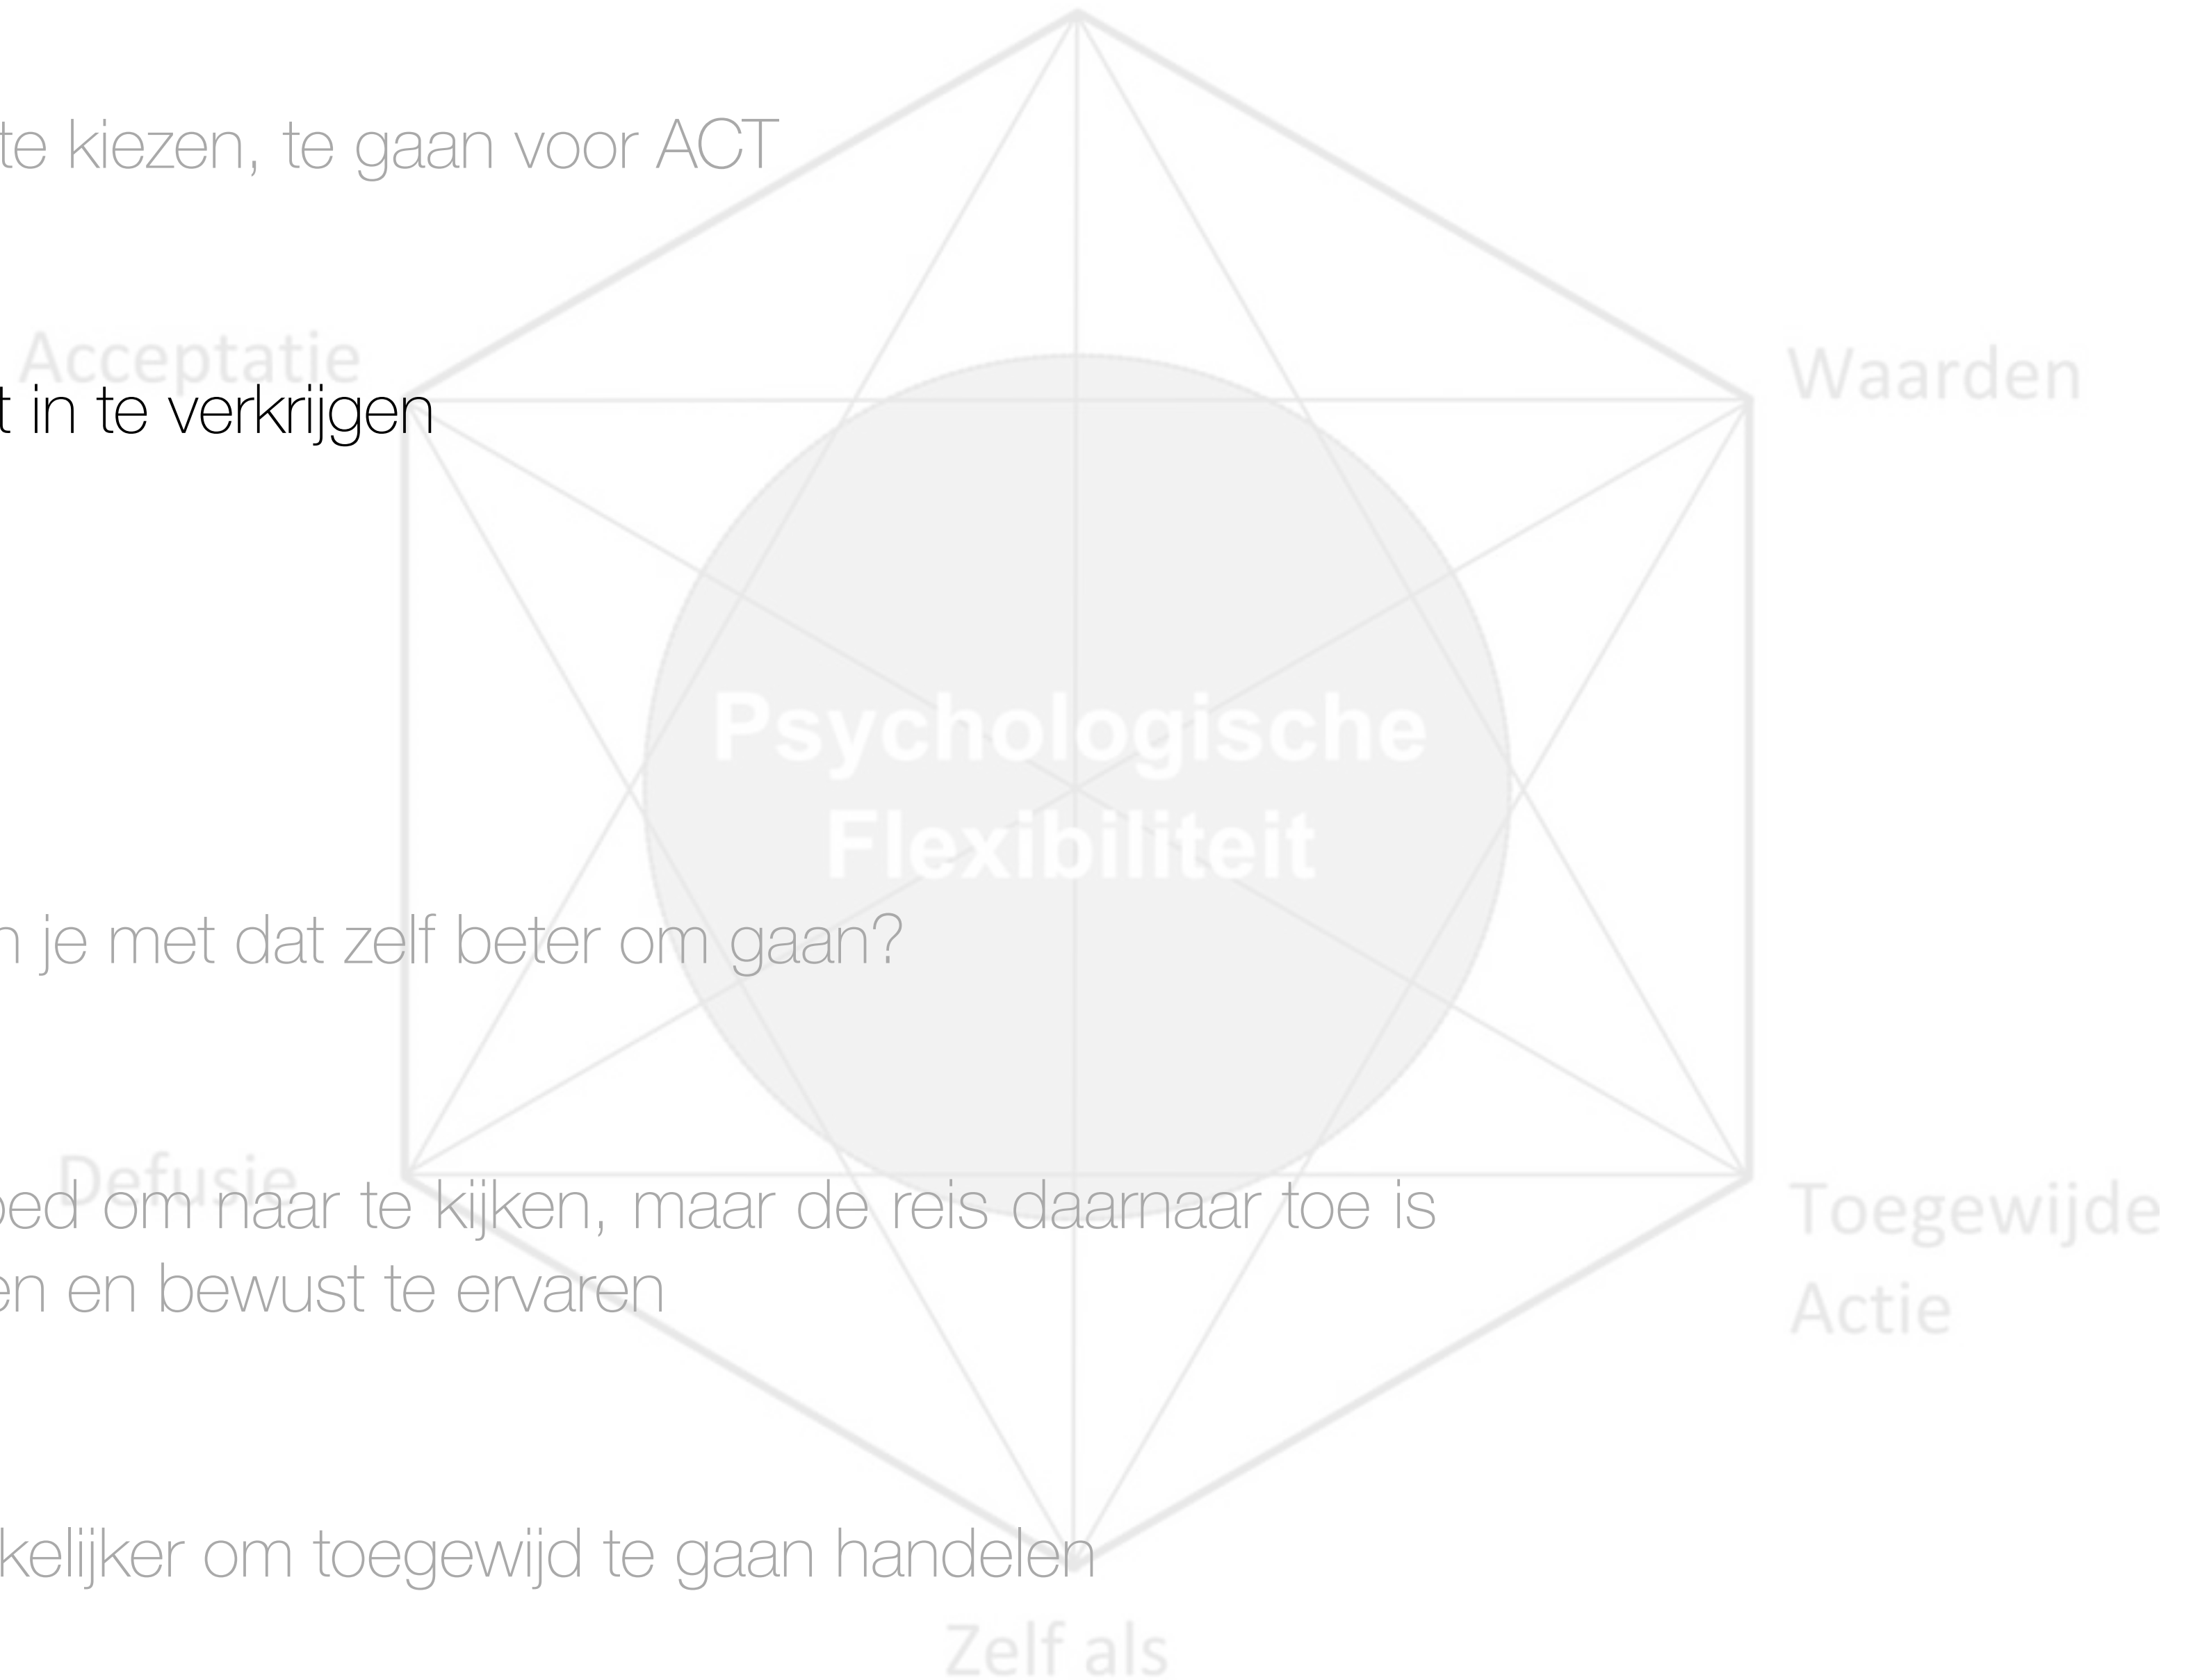 te kiezen, te gaan voor ACT
Acceptatie
Waarden
t in te verkrijgen
Psychologische
Flexibiliteit
n je met dat zelf beter om gaan?
Defusie
oed om naar te kijken, maar de reis daarnaar toe is
Toegewijde
en en bewust te ervaren
Actie
kelijker om toegewijd te gaan handelen
Zelf als